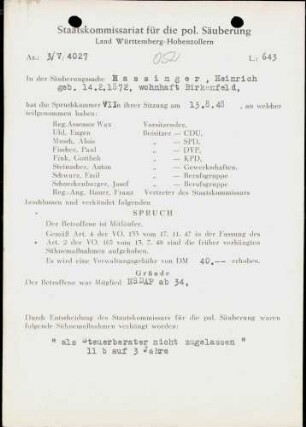 Staatskommissariat für die pol. Säuberung
Land Württemberg-Hohenzollern
Az.: 3/V/4027 052 L: 643
In der Säuberungssache Hassinger, Heinrich
geb. 14.2.1872, wohnhaft Birkenfeld,
hat die Spruchkammer VII in ihrer Sitzung am 13.8.48, an welcher
teilgenommen haben:
Reg.Assessor Wax Vorsitzender,
Uhl, Eugen Beisitzer – CDU,
Mosch, Alois „ – SPD,
Fischer, Paul „ – DVP,
Fink, Gottlieb „ – KPD,
Steinacher, Anton „ – Gewerkschaften,
Schwarz, Emil „ – Berufsgruppe
Schneckenburger, Josef „ – Berufsgruppe
Reg.-Ang. Bauer, Franz Vertreter des Staatskommissars
beschlossen und verkündet folgenden
SPRUCH
Der Betroffene ist Mitläufer.
Gemäß Art. 4 der VO. 133 vom 17. 11. 47 in der Fassung des
Art. 2 der VO. 165 vom 13. 7. 48 sind die früher verhängten
Sühnemaßnahmen aufgehoben.
Es wird eine Verwaltungsgebühr von DM 40,-- erhoben.
Gründe
Der Betroffene war Mitglied NSDAP ab 34,
Durch Entscheidung des Staatskommissars für die pol. Säuberung waren
folgende Sühnemaßnahmen verhängt worden:
" als Steuerberater nicht zugelassen "
11 b auf 3 Jahre